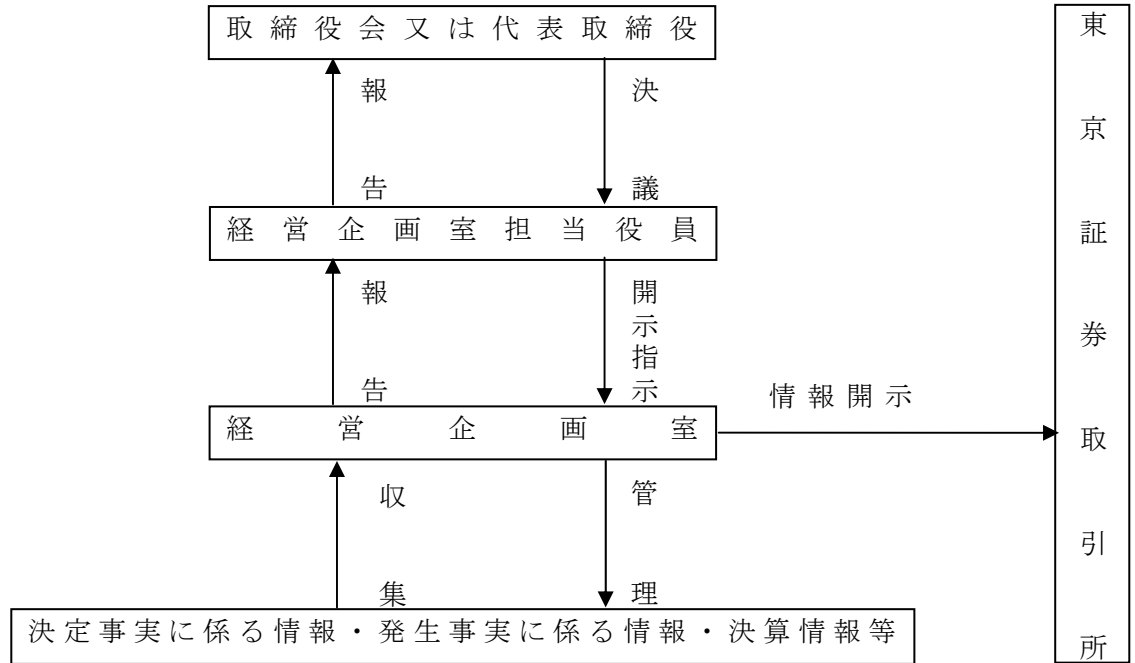 取締役会又は代表取締役
報告
決議
経営企画室担当役員
報告
開示指示
経営企画室
情報開示
収集
管理
決定事実に係る情報・発生事実に係る情報・決算情報等
東京証券取引所